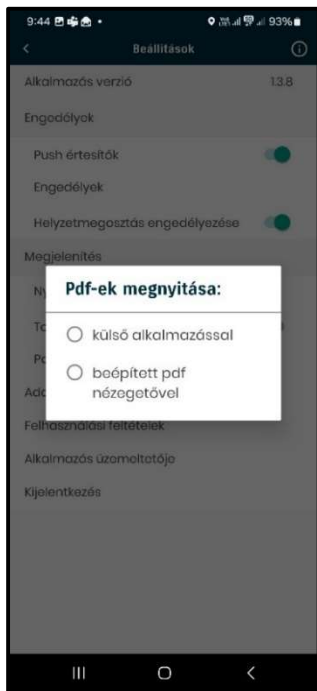 9:44
93%
Beállítások
Alkalmazás verzió 1.3.8
Engedélyek
Push értesítők
Engedélyek
Helyzetmegosztás engedélyezése
Megjelenítés
Pdf-ek megnyitása:
külső alkalmazással
beépített pdf
nézegetővel
Felhasználási feltételek
Alkalmazás üzemeltetője
Kijelentkezés